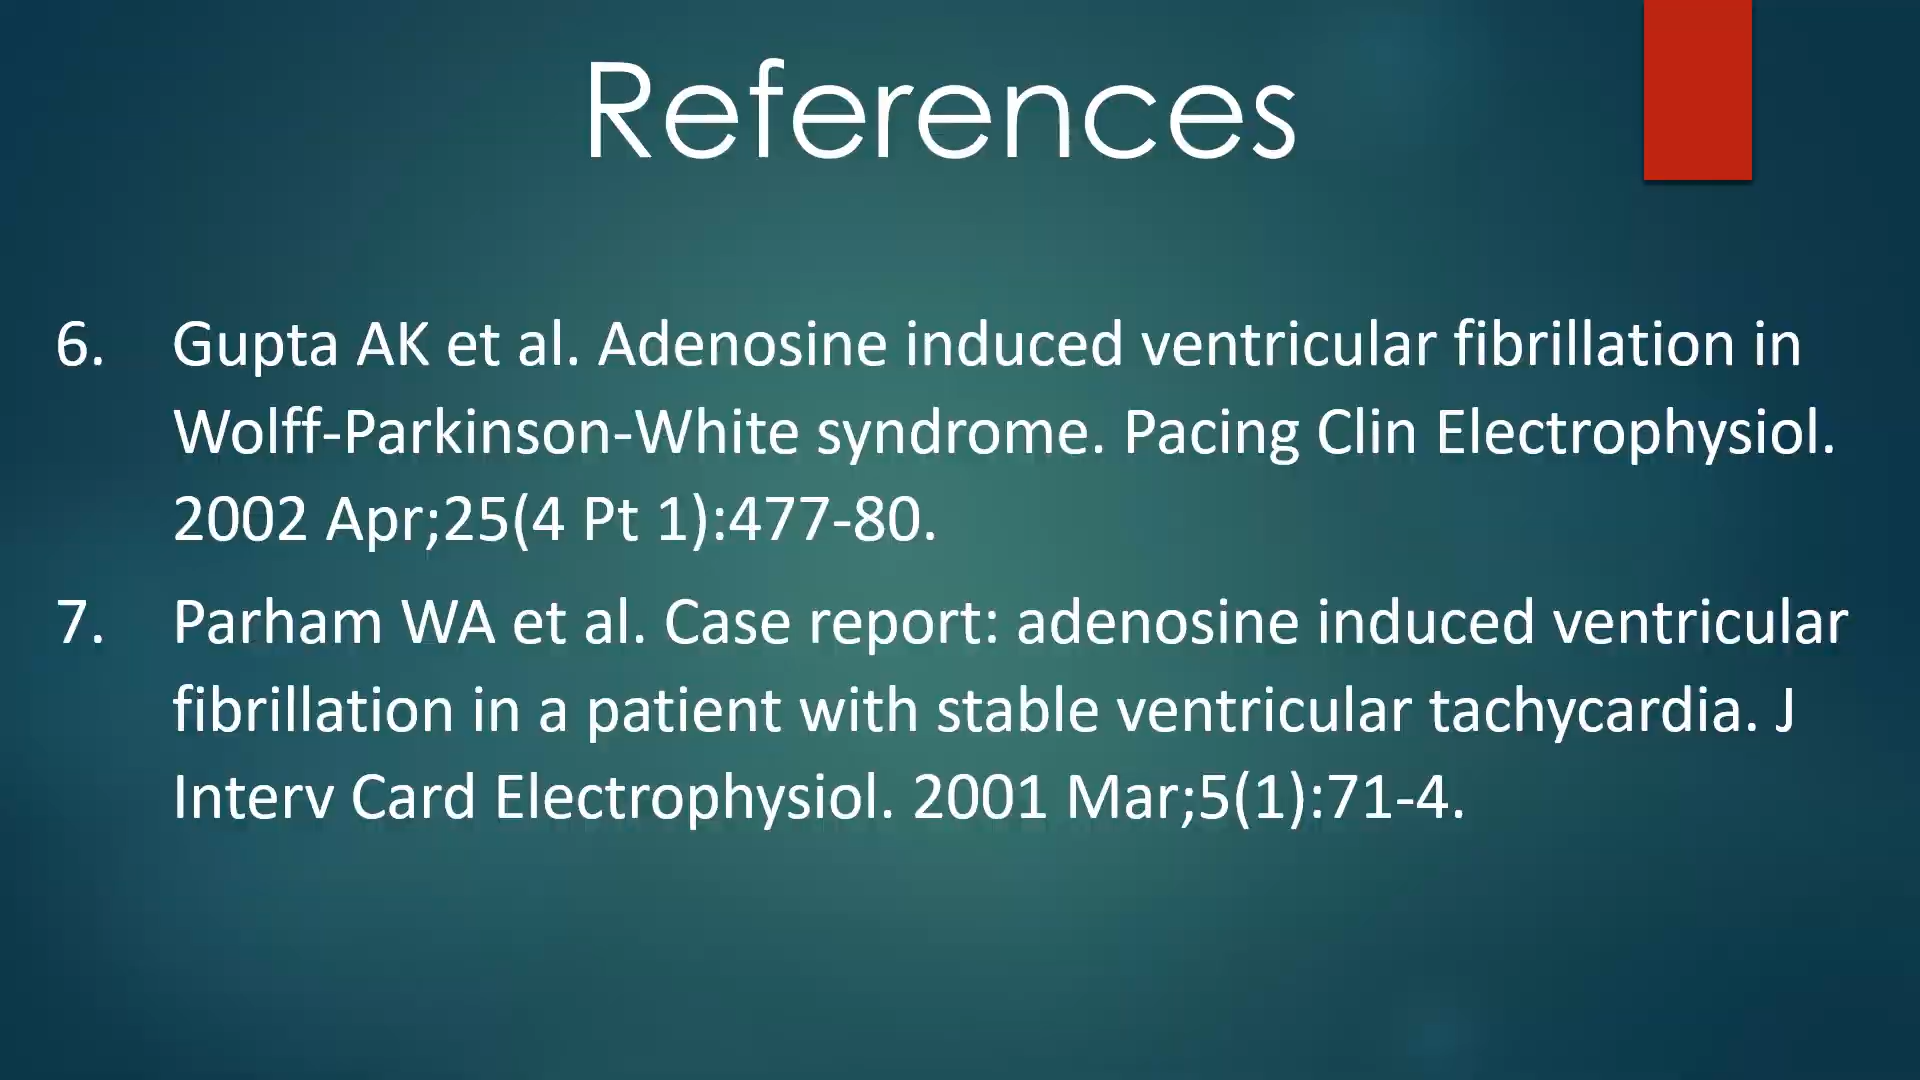 References
6. Gupta AK et al. Adenosine induced ventricular fibrillation in
Wolff-Parkinson-White syndrome. Pacing Clin Electrophysiol.
2002 Apr;25(4 Pt 1):477-80.
7. Parham WA et al. Case report: adenosine induced ventricular
fibrillation in a patient with stable ventricular tachycardia. J
Interv Card Electrophysiol. 2001 Mar;5(1):71-4.